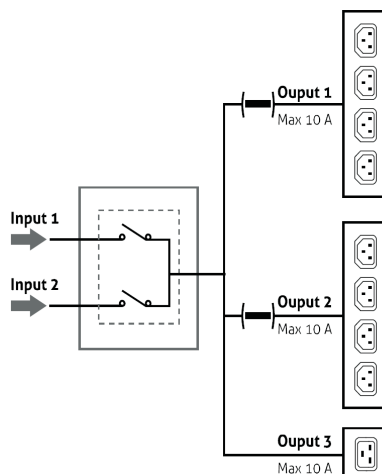 Ouput 1
Max 10 A
Input 1
Input 2
Ouput 2
Max 10 A
Ouput 3
Max 10 A